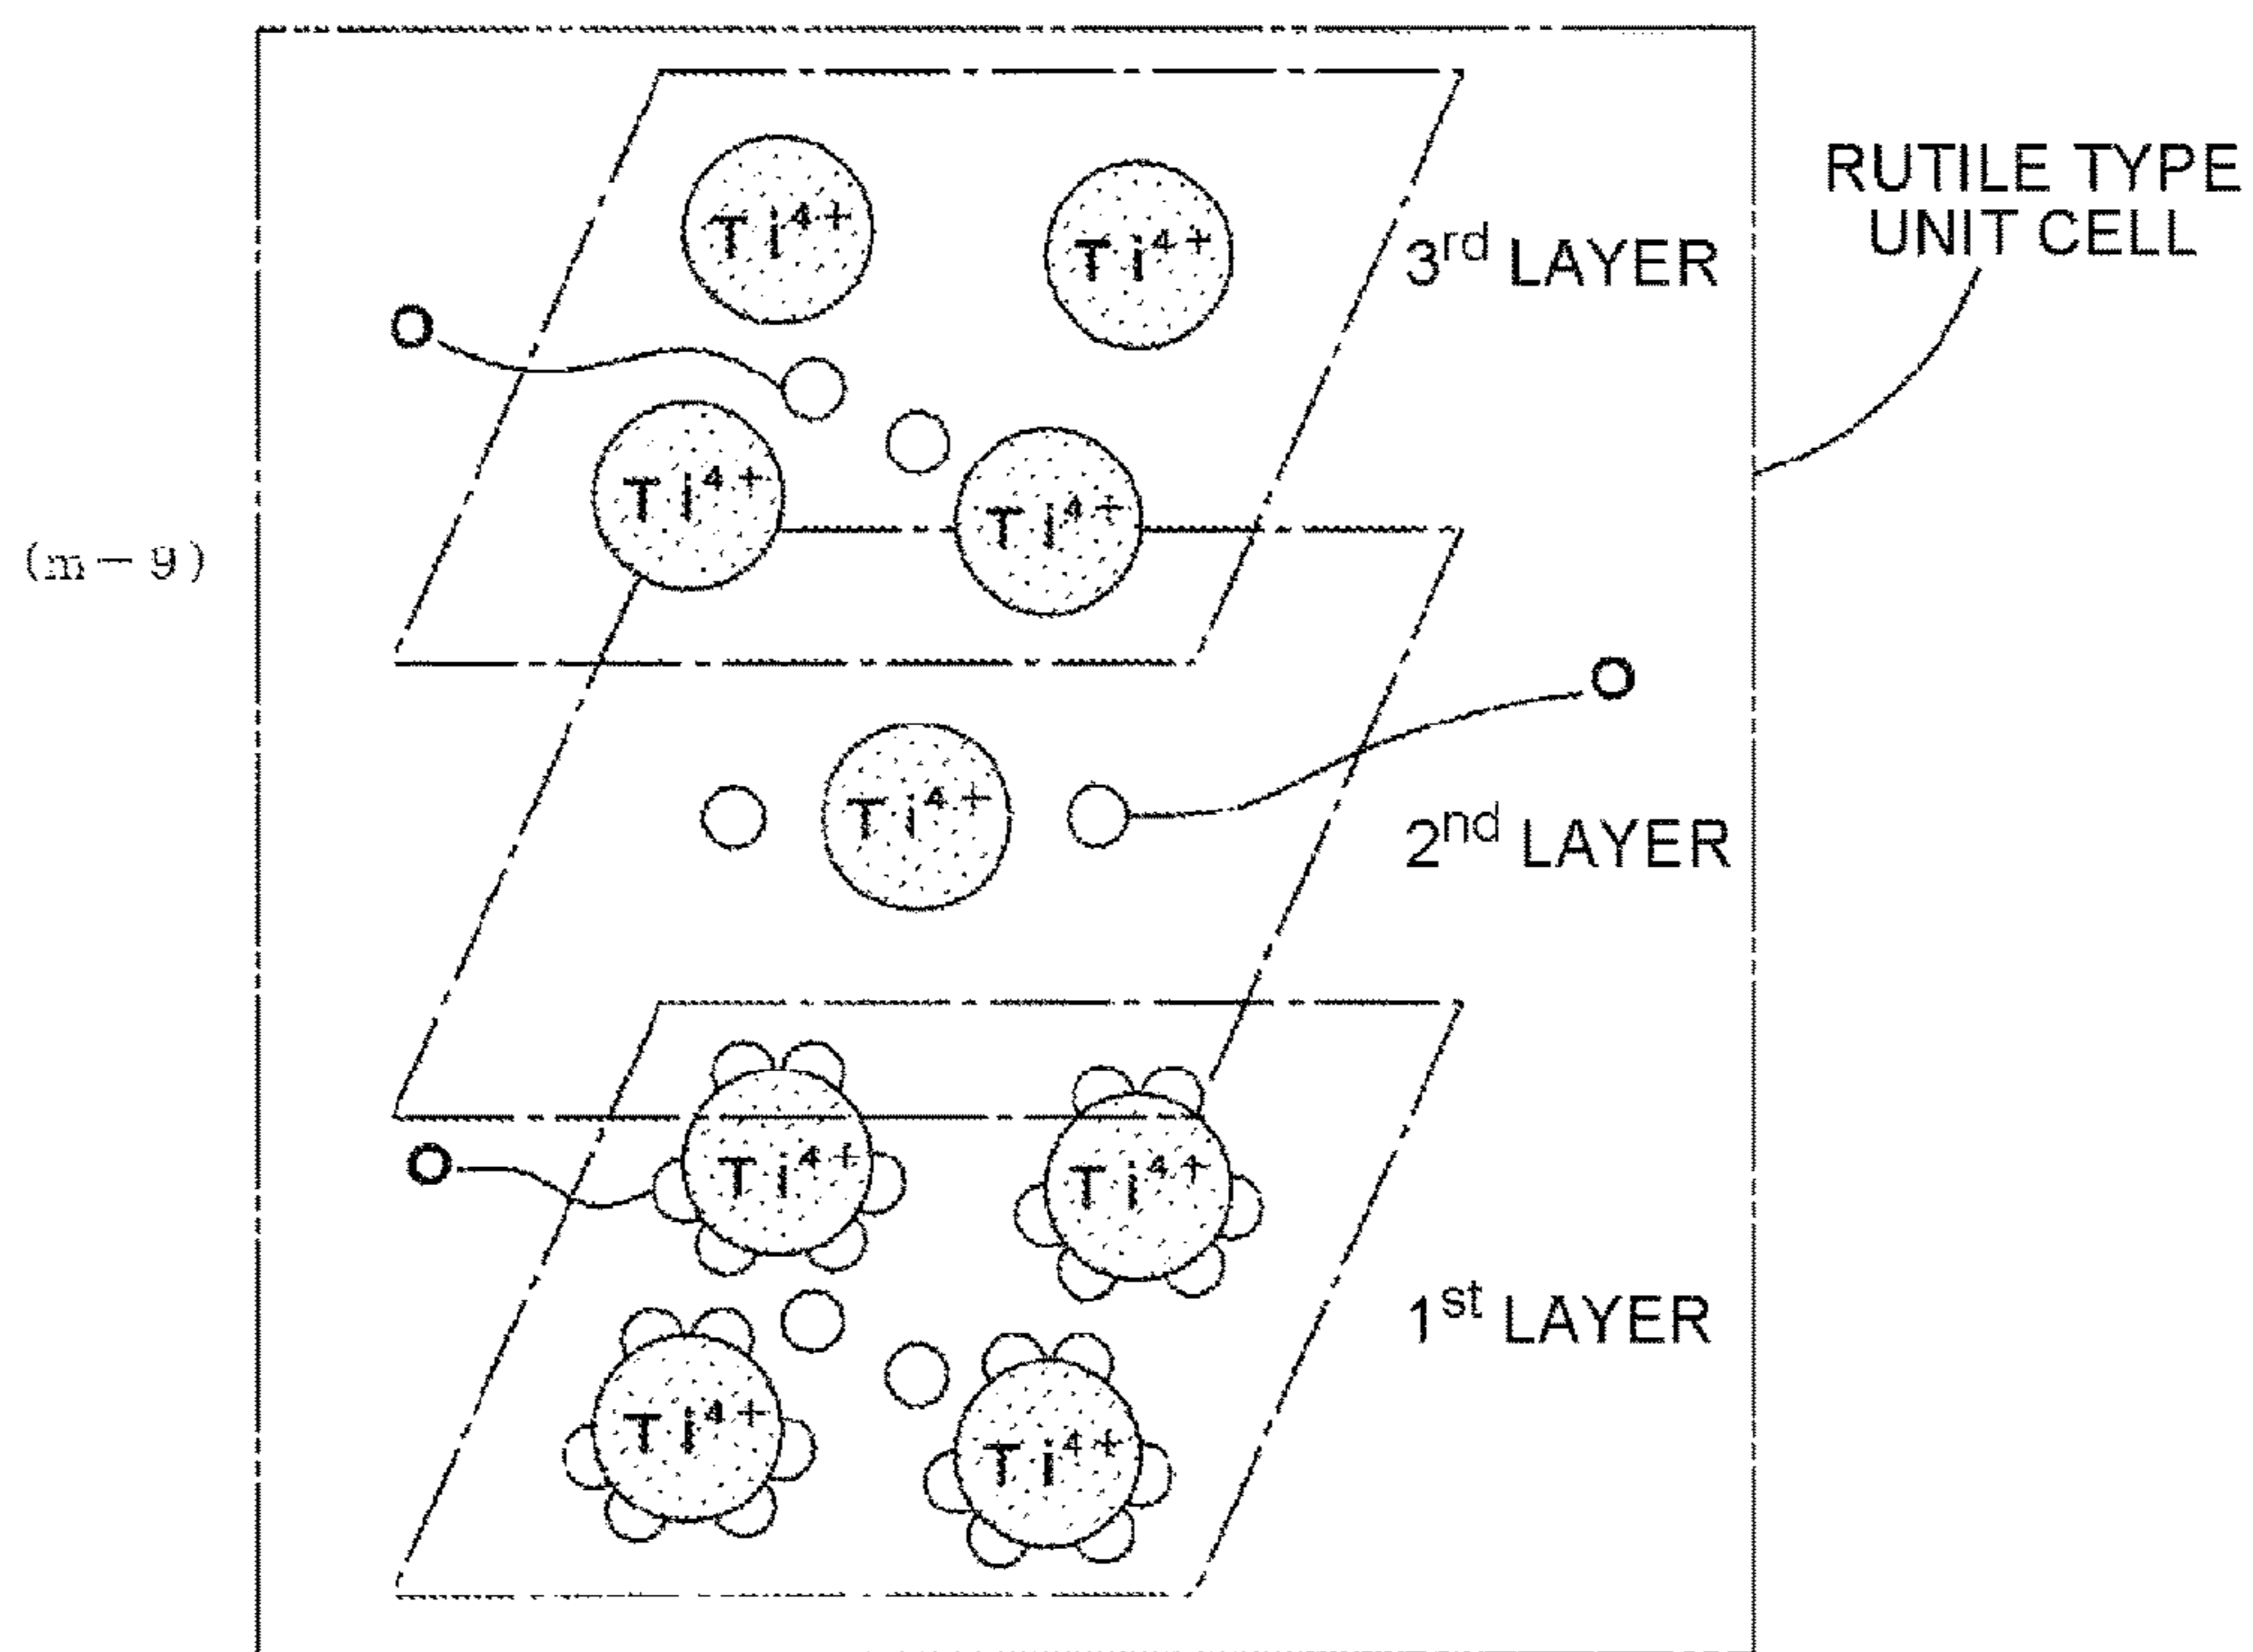 RUTILE TYPE
UNIT CELL
Ti4+
Ti4+
3rd LAYER
O
Ti4+
Ti4+
(m-9)
O
Ti4+
2nd LAYER
O
Ti4+
Ti4+
1st LAYER
Ti4+
Ti4+